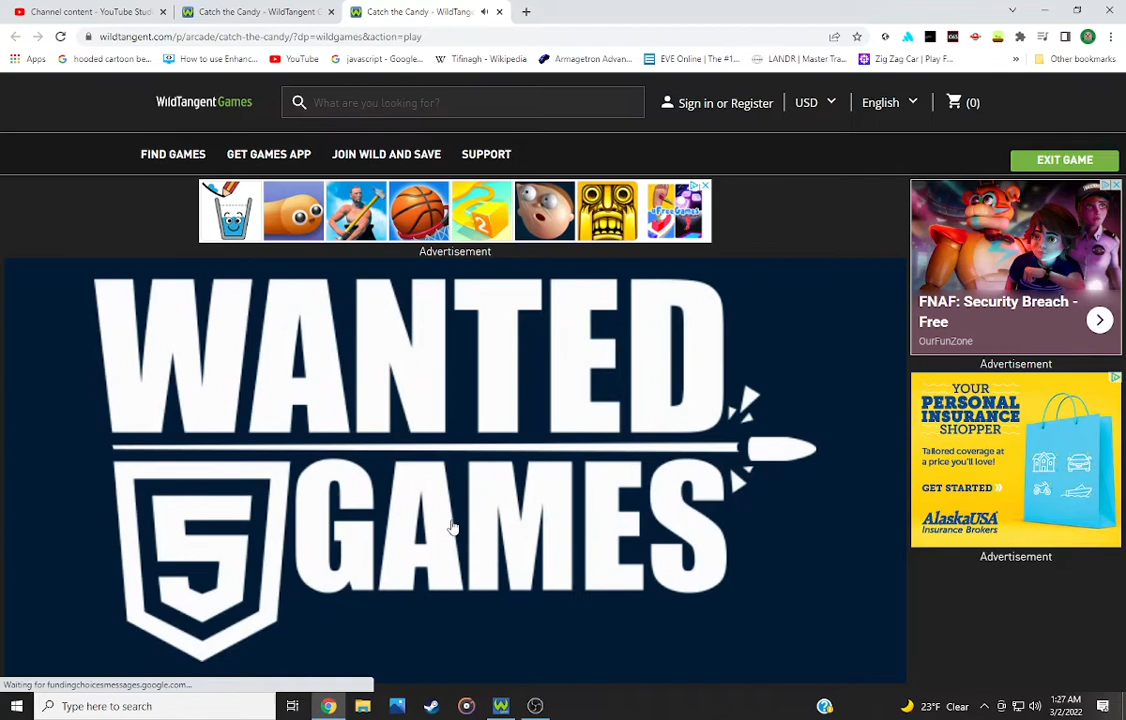 Channel content - YouTube Stud
Catch the Candy - WildTangent G
Catch the Candy - WildTange
wildtangent.com/p/arcade/catch-the-candy/?dp=wildgames&action=play
Apps
hooded cartoon be...
How to use Enhanc...
YouTube
javascript - Google...
Tifinagh - Wikipedia
Armagetron Advan...
EVE Online | The #1...
LANDR | Master Tra...
Zig Zag Car | Play F...
»
Other bookmarks
WildTangent Games
What are you looking for?
Sign in or Register
USD
English
(0)
FIND GAMES
GET GAMES APP
JOIN WILD AND SAVE
SUPPORT
EXIT GAME
2
uFreeGames
Advertisement
WANTED
5 GAMES
FNAF: Security Breach -
Free
OurFunZone
Advertisement
YOUR
PERSONAL
INSURANCE
SHOPPER
Tailored coverage at
a price you'll love!
GET STARTED »
AlaskaUSA
Insurance Brokers
Advertisement
Waiting for fundingchoicesmessages.google.com...
Type here to search
23°F Clear
1:27 AM
3/2/2022